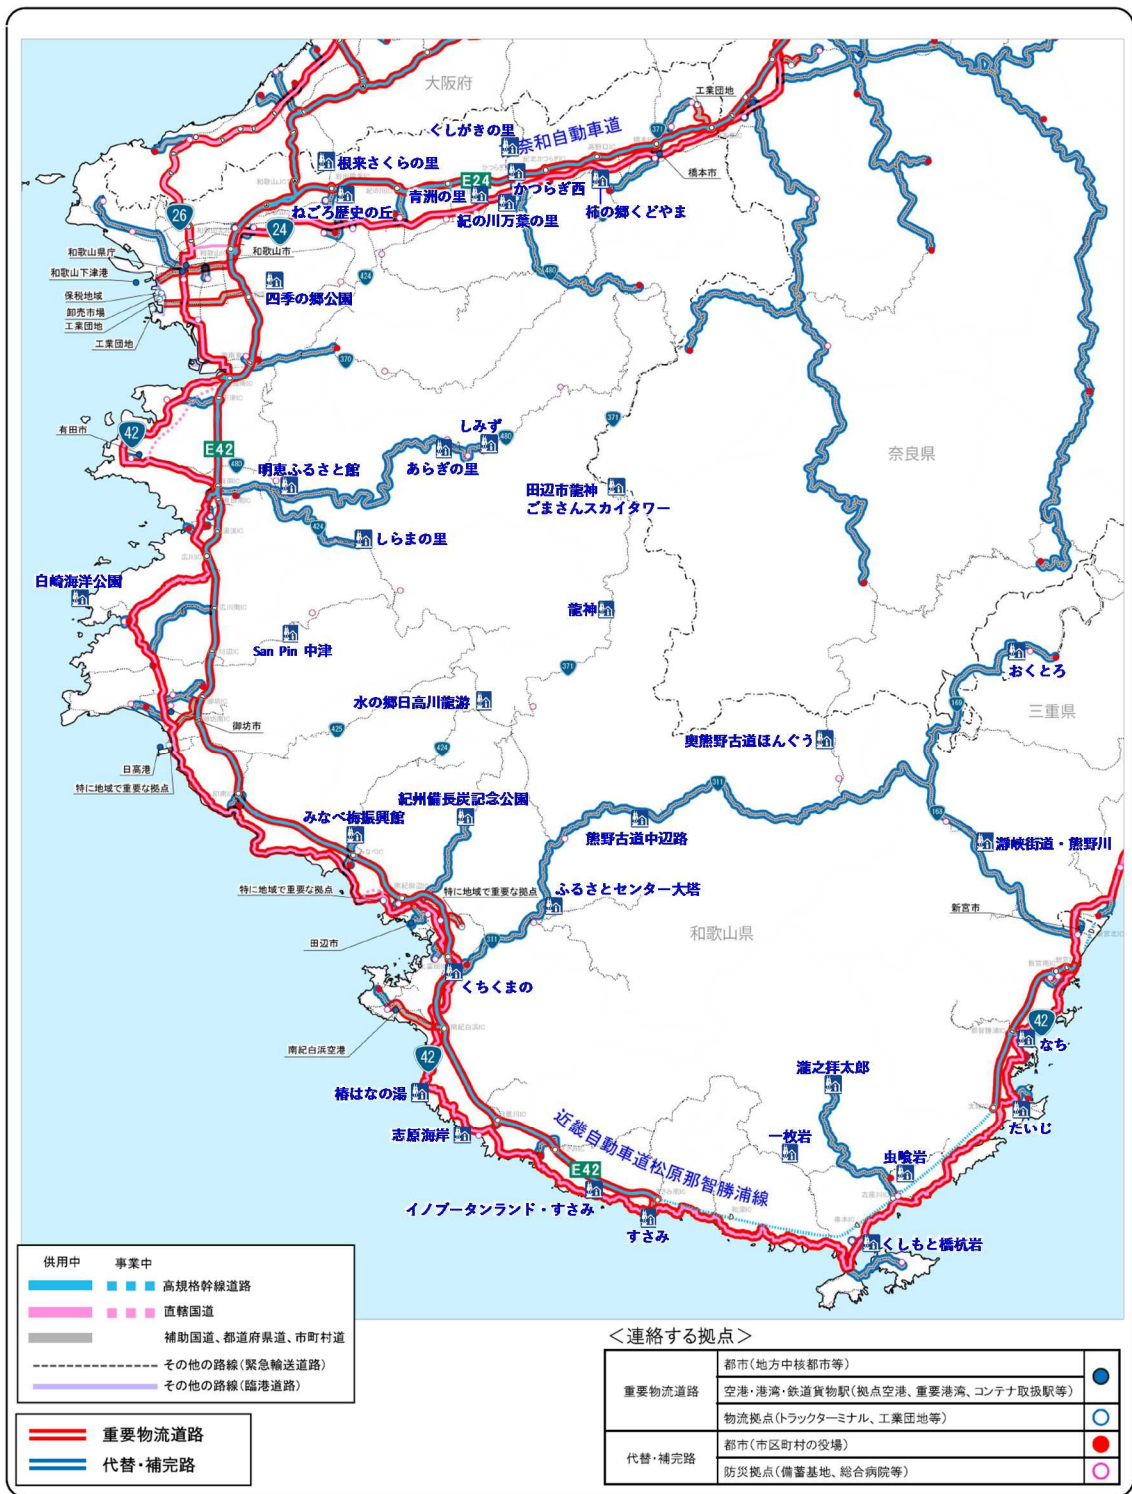 大阪府
工業団地
くしがきの里
京奈和自動車道
371
根来さくらの里
橋本市
E24
かつらぎ西
青洲の里
ねごろ歴史の丘
紀の川万葉の里
柿の郷くどやま
26
24
和歌山県庁
和歌山市
和歌山下津港
480
424
保税地域
四季の郷公園
卸売市場
工業団地
工業団地
370
371
有田市
42
しみず
480
E42
あらぎの里
奈良県
480
明恵ふるさと館
田辺市龍神
ごまさんスカイタワー
424
しらまの里
白崎海洋公園
龍神
San Pin 中津
おくとろ
371
水の郷日高川龍游
169
三重県
御坊市
425
424
奥熊野古道ほんぐう
日高港
特に地域で重要な拠点
311
紀州備長炭記念公園
168
みなべ梅振興館
熊野古道中辺路
瀞峡街道・熊野川
特に地域で重要な拠点
特に地域で重要な拠点
ふるさとセンター大塔
新宮市
田辺市
311
和歌山県
くちくまの
南紀白浜IC
南紀白浜空港
42
42
なち
瀧之拝太郎
椿はなの湯
たいじ
志原海岸
近畿自動車道松原那智勝浦線
一枚岩
虫喰岩
E42
イノブータンランド・すさみ
すさみ
くしもと橋杭岩
供用中 事業中
高規格幹線道路
直轄国道
補助国道、都道府県道、市町村道
その他の路線(緊急輸送道路)
その他の路線(臨港道路)
重要物流道路
代替・補完路
＜連絡する拠点＞
重要物流道路
都市(地方中核都市等)
空港・港湾・鉄道貨物駅(拠点空港、重要港湾、コンテナ取扱駅等)
物流拠点(トラックターミナル、工業団地等)
代替・補完路
都市(市区町村の役場)
防災拠点(備蓄基地、総合病院等)